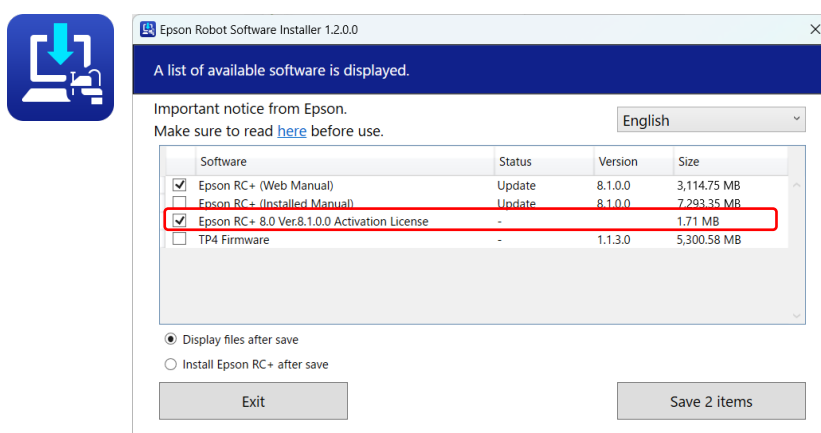 Epson Robot Software Installer 1.2.0.0
A list of available software is displayed.
Important notice from Epson.
Make sure to read here before use.
English
Software Status Version Size
Epson RC+ (Web Manual) Update 8.1.0.0 3,114.75 MB
Epson RC+ (Installed Manual) Update 8.1.0.0 7,293.35 MB
Epson RC+ 8.0 Ver.8.1.0.0 Activation License - 1.71 MB
TP4 Firmware - 1.1.3.0 5,300.58 MB
Display files after save
Install Epson RC+ after save
Exit
Save 2 items